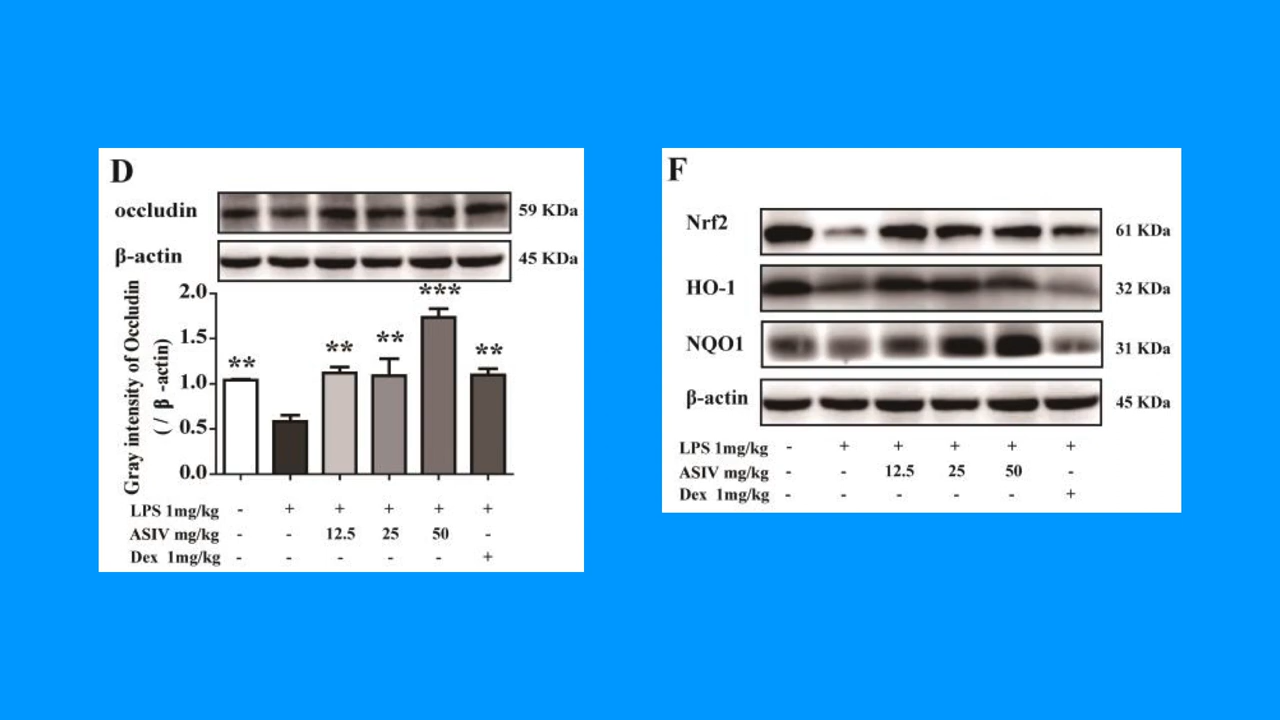 D
occludin
59 KDa
β-actin
45 KDa
Gray intensity of Occludin
( / β -actin)
2.0
1.5
1.0
0.5
0.0
** ** ** *** **
LPS 1mg/kg - + + + + +
ASIV mg/kg - - 12.5 25 50 -
Dex 1mg/kg - - - - - +
F
Nrf2
61 KDa
HO-1
32 KDa
NQO1
31 KDa
β-actin
45 KDa
LPS 1mg/kg - + + + + +
ASIV mg/kg - - 12.5 25 50 -
Dex 1mg/kg - - - - - +